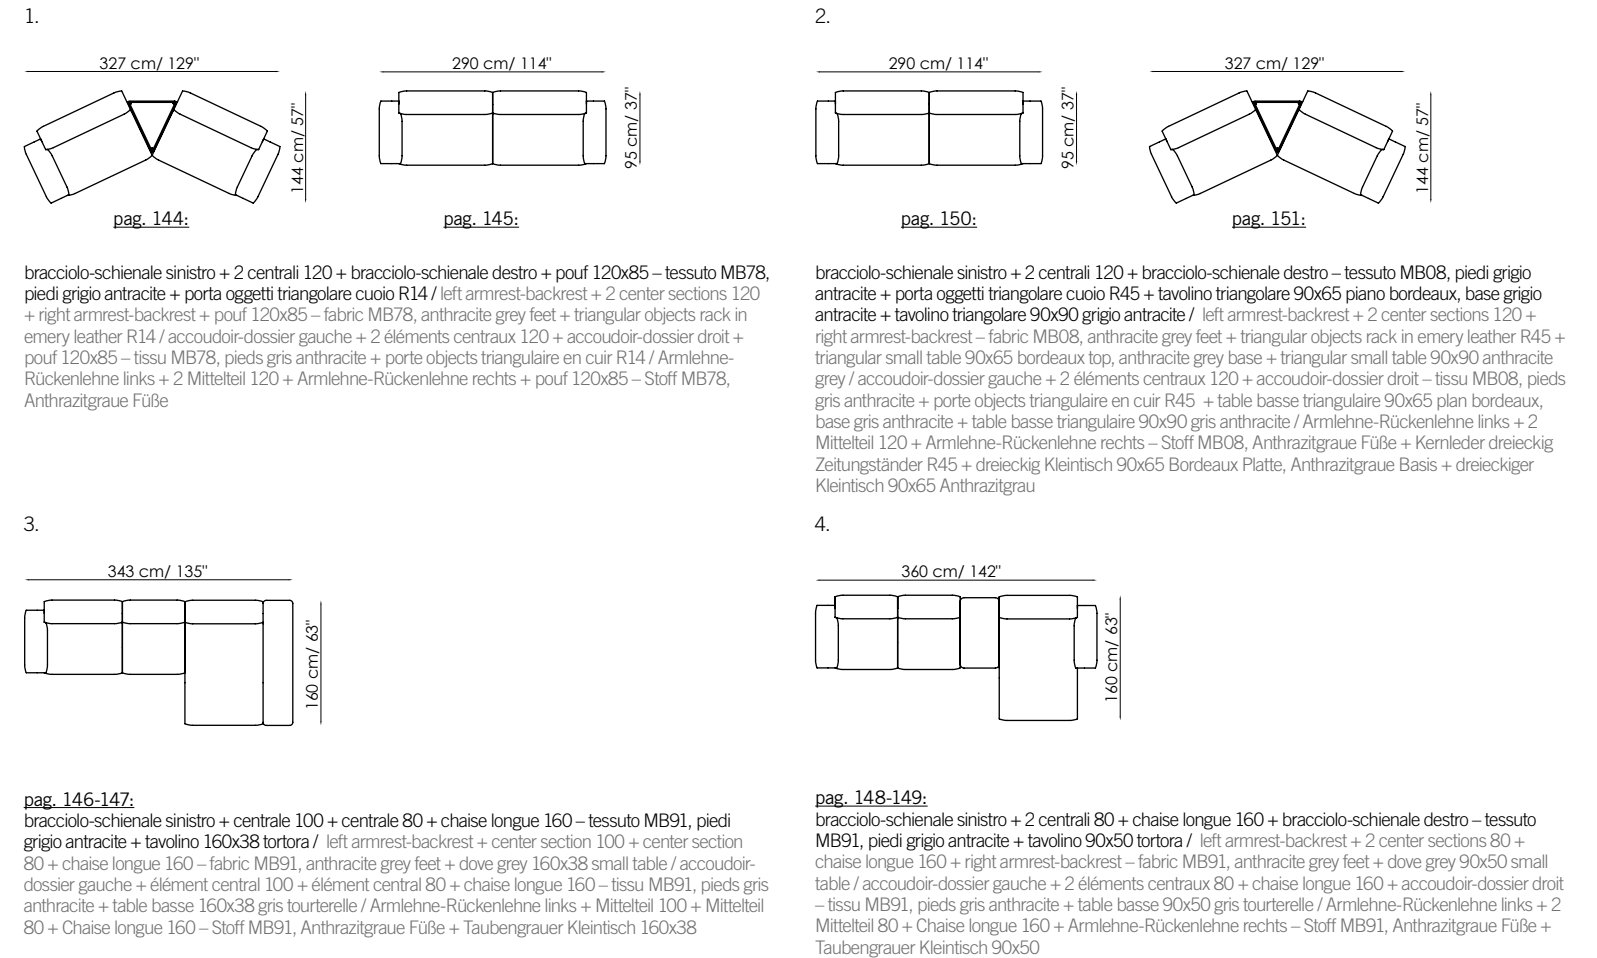 1.
327 cm/ 129"
144 cm/ 57"
pag. 144:
290 cm/ 114"
95 cm/ 37"
pag. 145:
bracciolo-schienale sinistro + 2 centrali 120 + bracciolo-schienale destro + pouf 120x85 – tessuto MB78,
piedi grigio antracite + porta oggetti triangolare cuoio R14 / left armrest-backrest + 2 center sections 120
+ right armrest-backrest + pouf 120x85 – fabric MB78, anthracite grey feet + triangular objects rack in
emery leather R14 / accoudoir-dossier gauche + 2 éléments centraux 120 + accoudoir-dossier droit +
pouf 120x85 – tissu MB78, pieds gris anthracite + porte objects triangulaire en cuir R14 / Armlehne-
Rückenlehne links + 2 Mittelteil 120 + Armlehne-Rückenlehne rechts + pouf 120x85 – Stoff MB78,
Anthrazitgraue Füße
2.
290 cm/ 114"
95 cm/ 37"
pag. 150:
327 cm/ 129"
144 cm/ 57"
pag. 151:
bracciolo-schienale sinistro + 2 centrali 120 + bracciolo-schienale destro – tessuto MB08, piedi grigio
antracite + porta oggetti triangolare cuoio R45 + tavolino triangolare 90x65 piano bordeaux, base grigio
antracite + tavolino triangolare 90x90 grigio antracite / left armrest-backrest + 2 center sections 120 +
right armrest-backrest – fabric MB08, anthracite grey feet + triangular objects rack in emery leather R45 +
triangular small table 90x65 bordeaux top, anthracite grey base + triangular small table 90x90 anthracite
grey / accoudoir-dossier gauche + 2 éléments centraux 120 + accoudoir-dossier droit – tissu MB08, pieds
gris anthracite + porte objects triangulaire en cuir R45 + table basse triangulaire 90x65 plan bordeaux,
base gris anthracite + table basse triangulaire 90x90 gris anthracite / Armlehne-Rückenlehne links + 2
Mittelteil 120 + Armlehne-Rückenlehne rechts – Stoff MB08, Anthrazitgraue Füße + Kernleder dreieckig
Zeitungständer R45 + dreieckig Kleintisch 90x65 Bordeaux Platte, Anthrazitgraue Basis + dreieckiger
Kleintisch 90x65 Anthrazitgrau
3.
343 cm/ 135"
160 cm/ 63"
pag. 146-147:
bracciolo-schienale sinistro + centrale 100 + centrale 80 + chaise longue 160 – tessuto MB91, piedi
grigio antracite + tavolino 160x38 tortora / left armrest-backrest + center section 100 + center section
80 + chaise longue 160 – fabric MB91, anthracite grey feet + dove grey 160x38 small table / accoudoir-
dossier gauche + élément central 100 + élément central 80 + chaise longue 160 – tissu MB91, pieds gris
anthracite + table basse 160x38 gris tourterelle / Armlehne-Rückenlehne links + Mittelteil 100 + Mittelteil
80 + Chaise longue 160 – Stoff MB91, Anthrazitgraue Füße + Taubengrauer Kleintisch 160x38
4.
360 cm/ 142"
160 cm/ 63"
pag. 148-149:
bracciolo-schienale sinistro + 2 centrali 80 + chaise longue 160 + bracciolo-schienale destro – tessuto
MB91, piedi grigio antracite + tavolino 90x50 tortora / left armrest-backrest + 2 center sections 80 +
chaise longue 160 + right armrest-backrest – fabric MB91, anthracite grey feet + dove grey 90x50 small
table / accoudoir-dossier gauche + 2 éléments centraux 80 + chaise longue 160 + accoudoir-dossier droit
– tissu MB91, pieds gris anthracite + table basse 90x50 gris tourterelle / Armlehne-Rückenlehne links + 2
Mittelteil 80 + Chaise longue 160 + Armlehne-Rückenlehne rechts – Stoff MB91, Anthrazitgraue Füße +
Taubengrauer Kleintisch 90x50